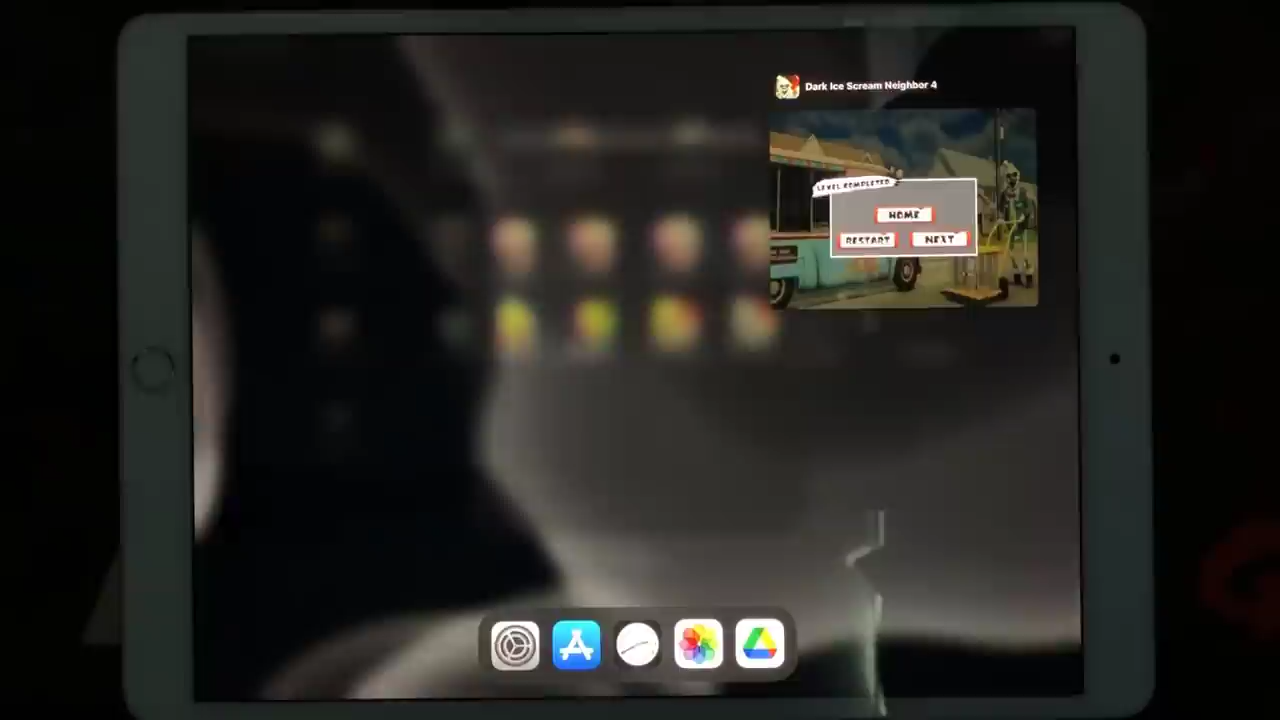 Dark Ice Scream Neighbor 4
LEVEL COMPLETED
HOME
RESTART
NEXT